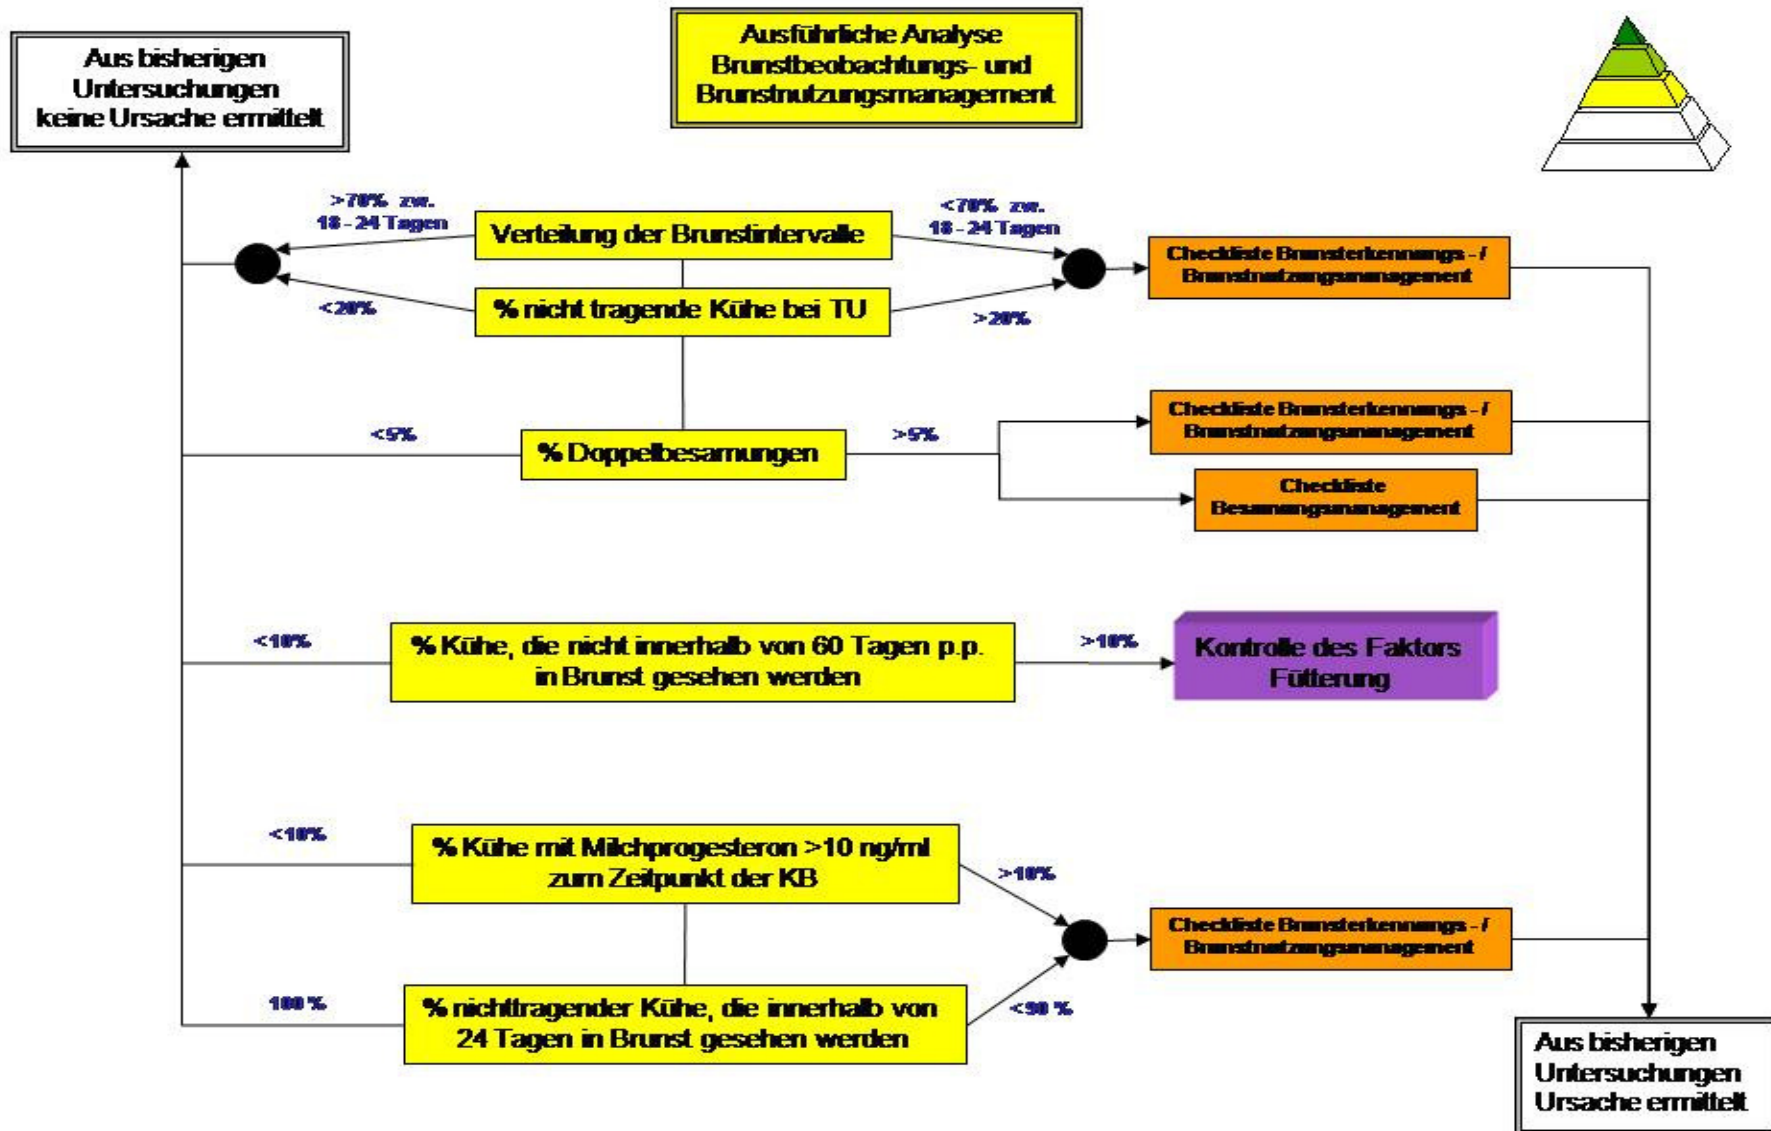 Aus bisherigen
Untersuchungen
keine Ursache ermittelt
Ausführliche Analyse
Brunstbeobachtungs- und
Brunstnutzungsmanagement
>70% zw.
18 - 24 Tagen
Verteilung der Brunstintervalle
<70% zw.
18 - 24 Tagen
Checkliste Brunsterkennungs - /
Brunstnutzungsmanagement
<20%
% nicht tragende Kühe bei TU
>20%
<5%
% Doppelbesamungen
>5%
Checkliste Brunsterkennungs - /
Brunstnutzungsmanagement
Checkliste
Besamungsmanagement
<10%
% Kühe, die nicht innerhalb von 60 Tagen p.p.
in Brunst gesehen werden
>10%
Kontrolle des Faktors
Fütterung
<10%
% Kühe mit Milchprogesteron >10 ng/ml
zum Zeitpunkt der KB
>10%
Checkliste Brunsterkennungs - /
Brunstnutzungsmanagement
100 %
% nichttragender Kühe, die innerhalb von
24 Tagen in Brunst gesehen werden
<90 %
Aus bisherigen
Untersuchungen
Ursache ermittelt